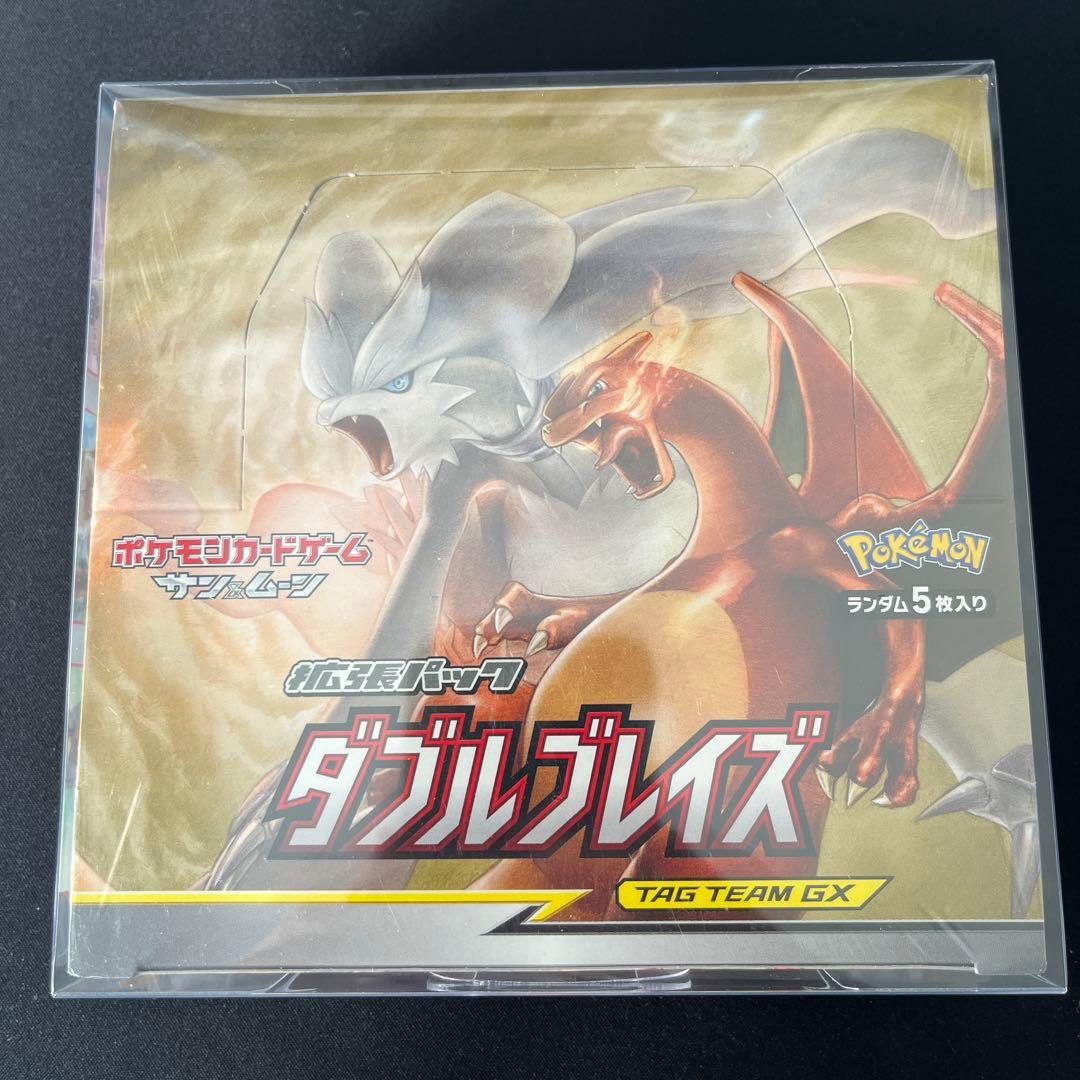 ポケモンカードゲーム
サン&ムーン
POKéMON
ランダム5枚入り
拡張パック
ダブルブレイズ
TAG TEAM GX